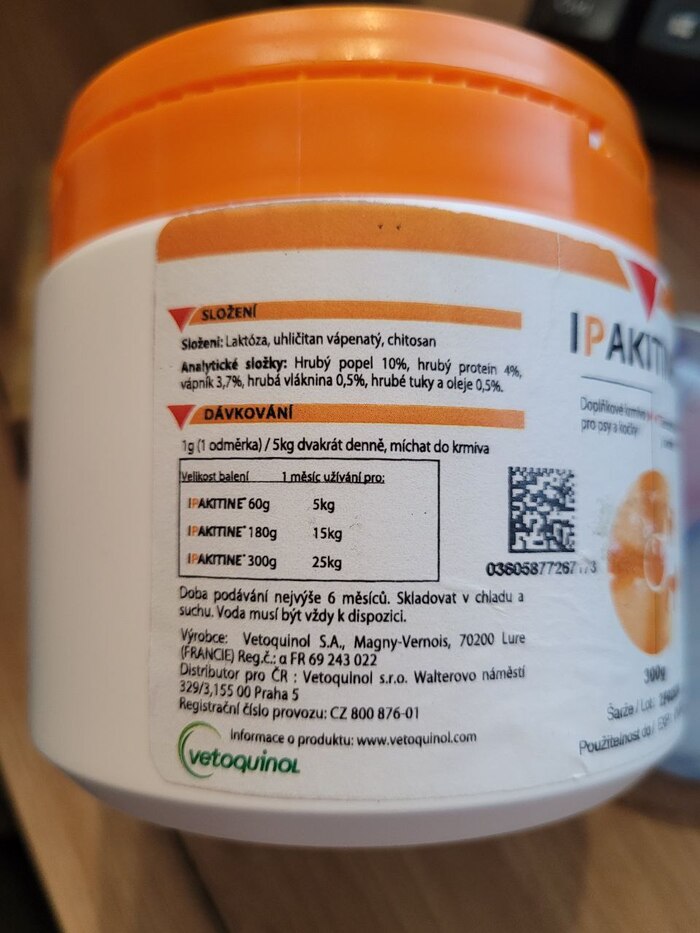 SLOŽENÍ
Složení: Laktóza, uhličitan vápenatý, chitosan
Analytické složky: Hrubý popel 10%, hrubý protein 4%,
vápník 3,7%, hrubá vláknina 0,5%, hrubé tuky a oleje 0,5%.
DÁVKOVÁNÍ
1g (1 odměrka) / 5kg dvakrát denně, míchat do krmiva
Velikost balení 1 měsíc užívání pro:
IPAKITINE® 60g 5kg
IPAKITINE® 180g 15kg
IPAKITINE® 300g 25kg
Doba podávání nejvýše 6 měsíců. Skladovat v chladu a
suchu. Voda musí být vždy k dispozici.
Výrobce: Vetoquinol S.A., Magny-Vernois, 70200 Lure
(FRANCIE) Reg.č.: α FR 69 243 022
Distributor pro ČR : Vetoquinol s.r.o. Walterovo náměstí
329/3,155 00 Praha 5
Registrační číslo provozu: CZ 800 876-01
Informace o produktu: www.vetoquinol.com
vetoquinol
IPAKITIN
Doplňkové krmivo
pro psy a kočky
03605877267173
300g
Šarže / Lot:
Použitelnost do / EXP: